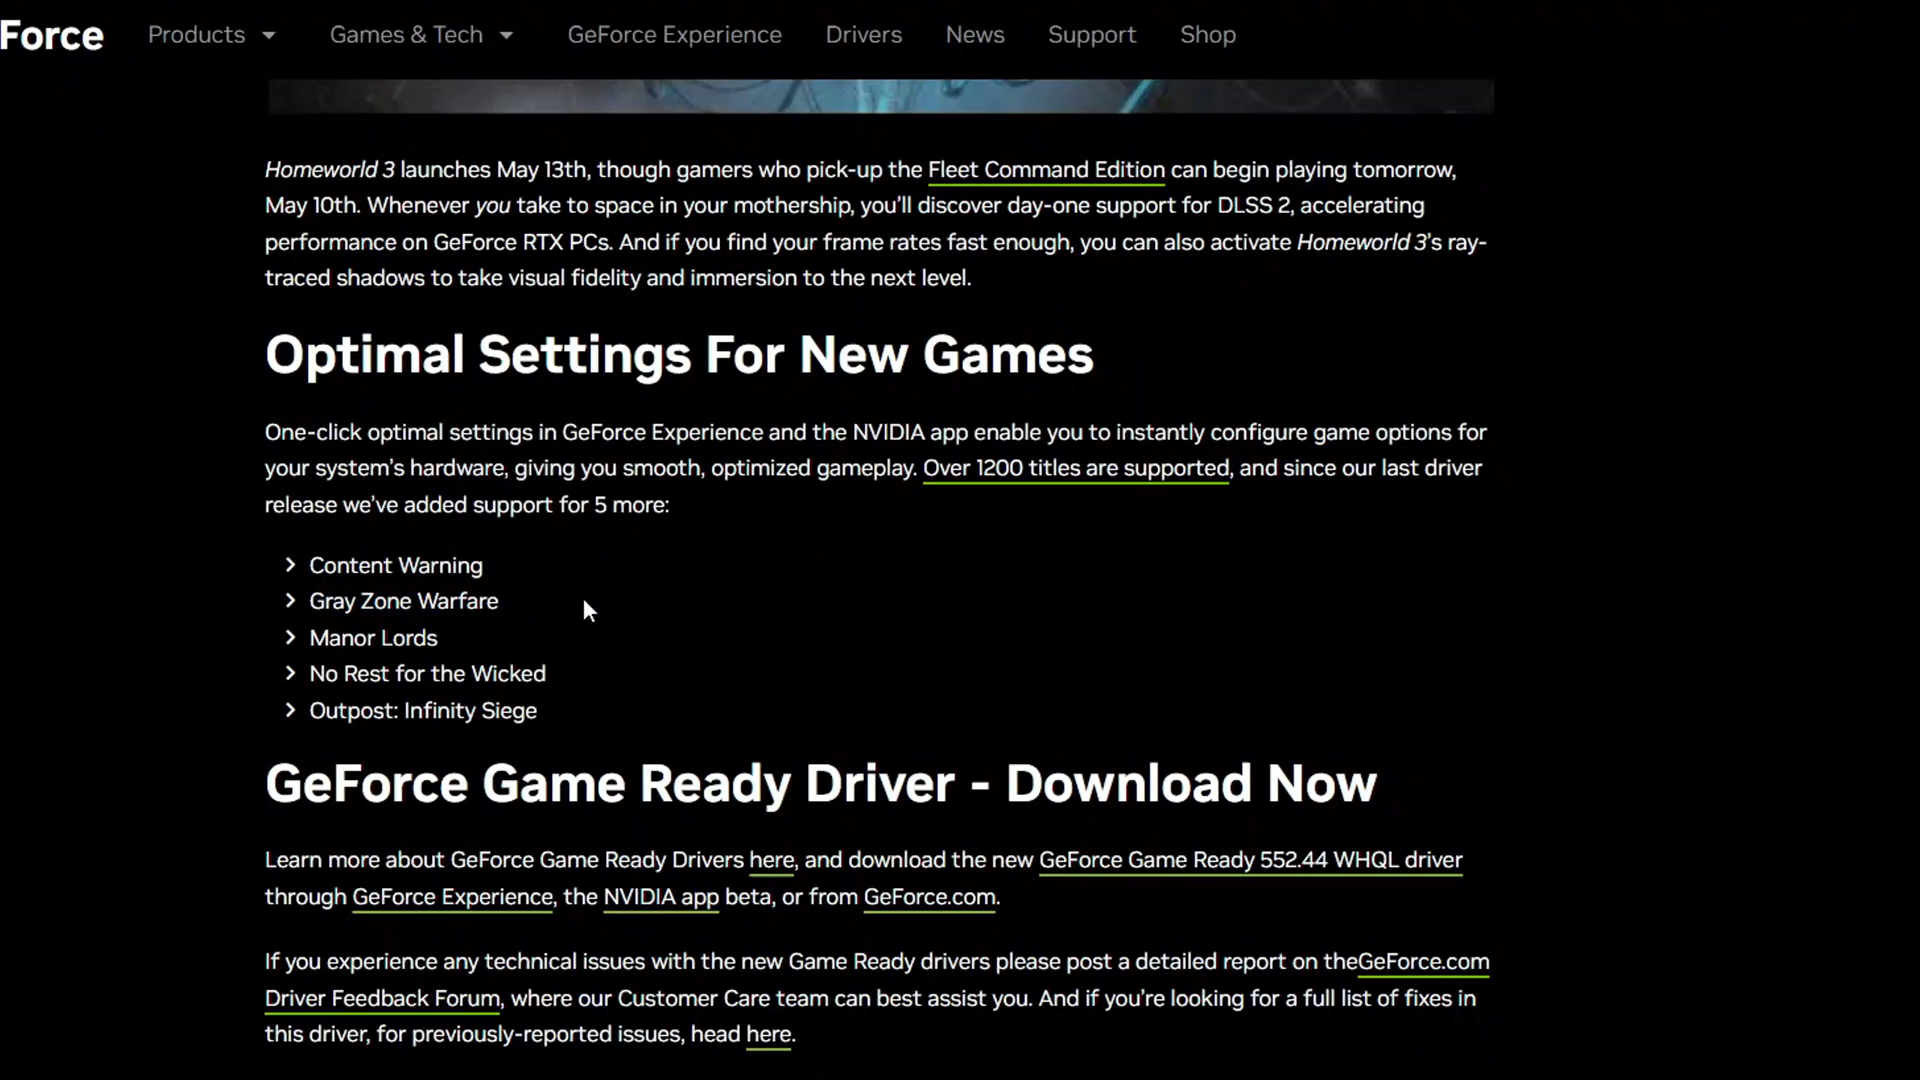 Force Products Games & Tech GeForce Experience Drivers News Support Shop
Homeworld 3 launches May 13th, though gamers who pick-up the Fleet Command Edition can begin playing tomorrow,
May 10th. Whenever you take to space in your mothership, you’ll discover day-one support for DLSS 2, accelerating
performance on GeForce RTX PCs. And if you find your frame rates fast enough, you can also activate Homeworld 3’s ray-
traced shadows to take visual fidelity and immersion to the next level.
Optimal Settings For New Games
One-click optimal settings in GeForce Experience and the NVIDIA app enable you to instantly configure game options for
your system’s hardware, giving you smooth, optimized gameplay. Over 1200 titles are supported, and since our last driver
release we’ve added support for 5 more:
Content Warning
Gray Zone Warfare
Manor Lords
No Rest for the Wicked
Outpost: Infinity Siege
GeForce Game Ready Driver - Download Now
Learn more about GeForce Game Ready Drivers here, and download the new GeForce Game Ready 552.44 WHQL driver
through GeForce Experience, the NVIDIA app beta, or from GeForce.com.
If you experience any technical issues with the new Game Ready drivers please post a detailed report on theGeForce.com
Driver Feedback Forum, where our Customer Care team can best assist you. And if you’re looking for a full list of fixes in
this driver, for previously-reported issues, head here.